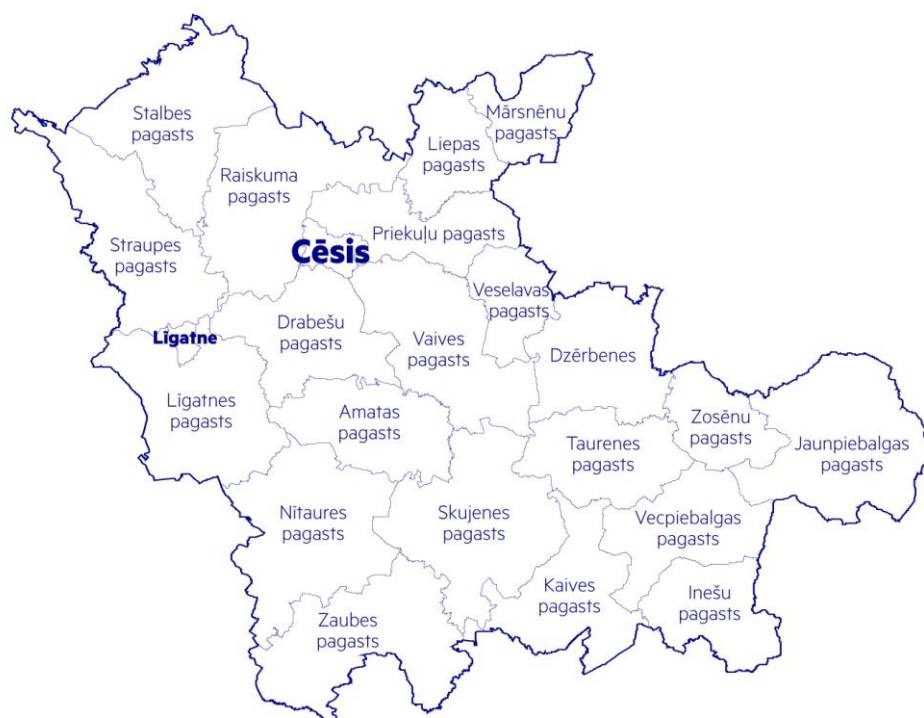 Mārsnēnu
pagasts
Stalbes
pagasts
Liepas
pagasts
Raiskuma
pagasts
Priekuļu pagasts
Straupes
pagasts
Cēsis
Veselavas
pagasts
Līgatne
Drabešu
pagasts
Vaives
pagasts
Dzērbenes
Līgatnes
pagasts
Amatas
pagasts
Zosēnu
pagasts
Taurenes
pagasts
Jaunpiebalgas
pagasts
Nītaures
pagasts
Skujenes
pagasts
Vecpiebalgas
pagasts
Kaives
pagasts
Inešu
pagasts
Zaubes
pagasts